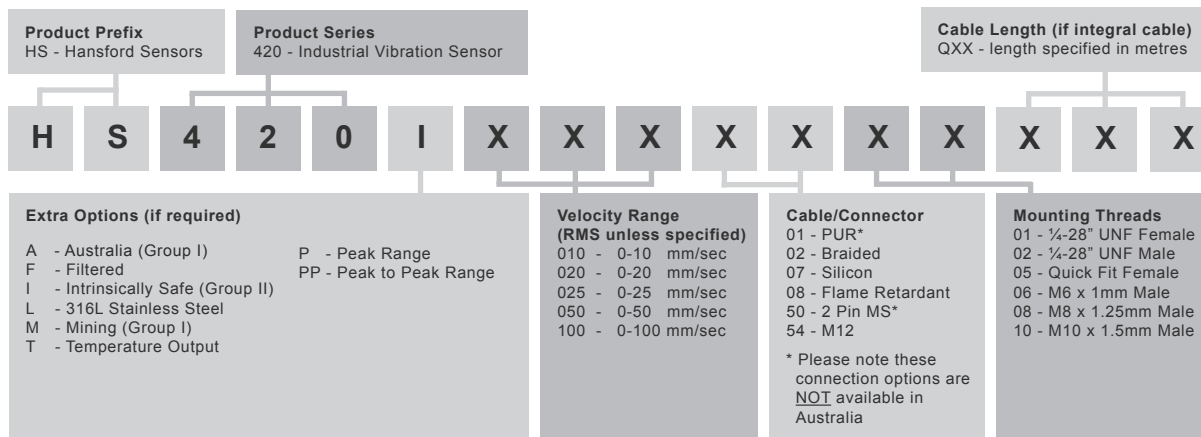 Product Prefix
HS - Hansford Sensors
Product Series
420 - Industrial Vibration Sensor
Cable Length (if integral cable)
QXX - length specified in metres
H S 4 2 0 I X X X X X X X X X X
Extra Options (if required)
A - Australia (Group I)
F - Filtered
I - Intrinsically Safe (Group II)
L - 316L Stainless Steel
M - Mining (Group I)
T - Temperature Output
P - Peak Range
PP - Peak to Peak Range
Velocity Range
(RMS unless specified)
010 - 0-10 mm/sec
020 - 0-20 mm/sec
025 - 0-25 mm/sec
050 - 0-50 mm/sec
100 - 0-100 mm/sec
Cable/Connector
01 - PUR*
02 - Braided
07 - Silicon
08 - Flame Retardant
50 - 2 Pin MS*
54 - M12
* Please note these
connection options are
NOT available in
Australia
Mounting Threads
01 - ¼-28” UNF Female
02 - ¼-28” UNF Male
05 - Quick Fit Female
06 - M6 x 1mm Male
08 - M8 x 1.25mm Male
10 - M10 x 1.5mm Male